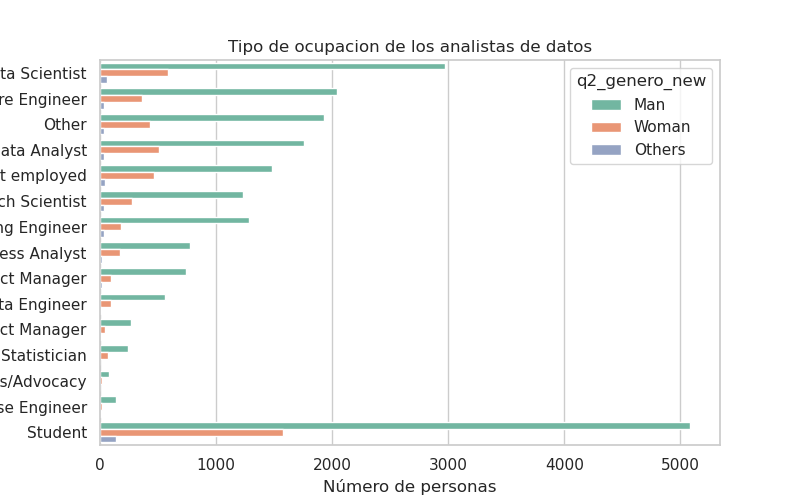 Tipo de ocupacion de los analistas de datos
q2_genero_new
Man
Woman
Others
ta Scientist
re Engineer
Other
ata Analyst
t employed
ch Scientist
ng Engineer
ess Analyst
ct Manager
ta Engineer
ct Manager
Statistician
s/Advocacy
se Engineer
Student
0 1000 2000 3000 4000 5000
Número de personas